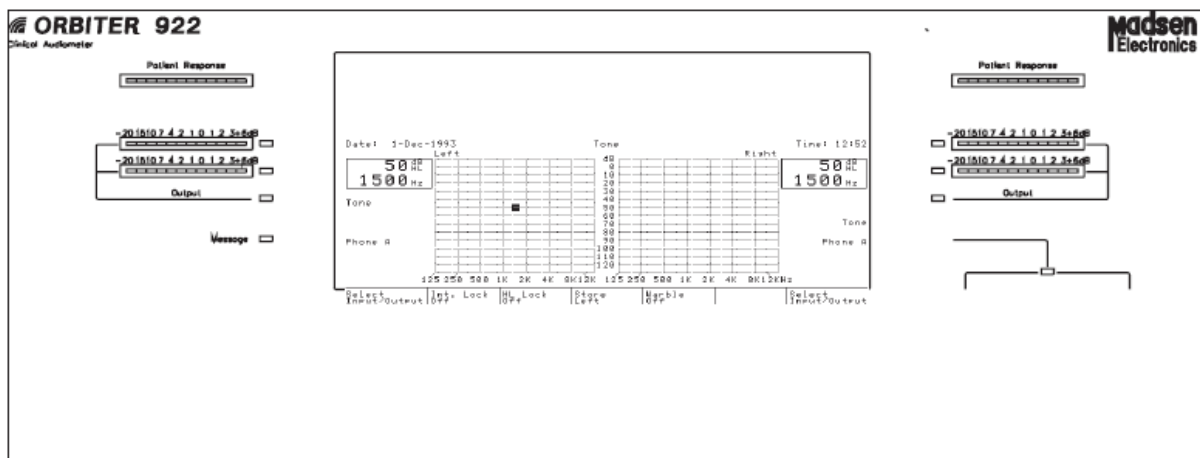 ORBITER 922
Clinical Audiometer
Madsen
Electronics
Patient Response
Patient Response
-20 15 10 7 4 2 1 0 1 2 3+6dB
-20 15 10 7 4 2 1 0 1 2 3+6dB
Output
Message
-20 15 10 7 4 2 1 0 1 2 3+6dB
-20 15 10 7 4 2 1 0 1 2 3+6dB
Output
Date: 3-Dec-1993 Tone Time: 12:52
Left dB Right
50 dB HL
1500 Hz
Tone
Phone A
0
10
20
30
40
50
60
70
80
90
100
110
120
50 dB HL
1500 Hz
Tone
Phone A
125 250 500 1K 2K 4K 8K12K 125 250 500 1K 2K 4K 8K12KHz
Select Input/Output
Int. Lock Off
HL Lock Off
Store Left
Warble Off
Select Input/Output